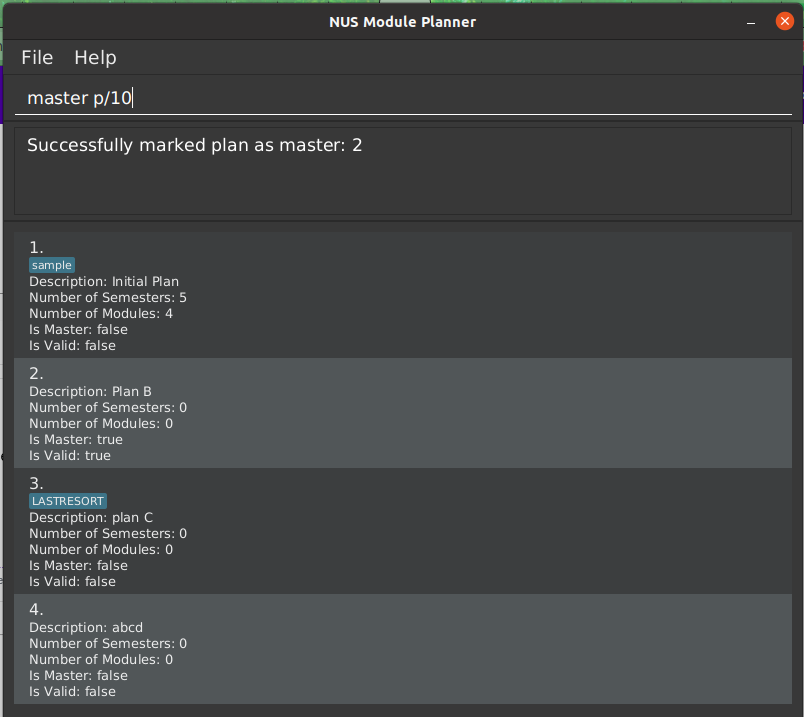 NUS Module Planner
File Help
master p/10
Successfully marked plan as master: 2
1.
sample
Description: Initial Plan
Number of Semesters: 5
Number of Modules: 4
Is Master: false
Is Valid: false
2.
Description: Plan B
Number of Semesters: 0
Number of Modules: 0
Is Master: true
Is Valid: true
3.
LASTRESORT
Description: plan C
Number of Semesters: 0
Number of Modules: 0
Is Master: false
Is Valid: false
4.
Description: abcd
Number of Semesters: 0
Number of Modules: 0
Is Master: false
Is Valid: false